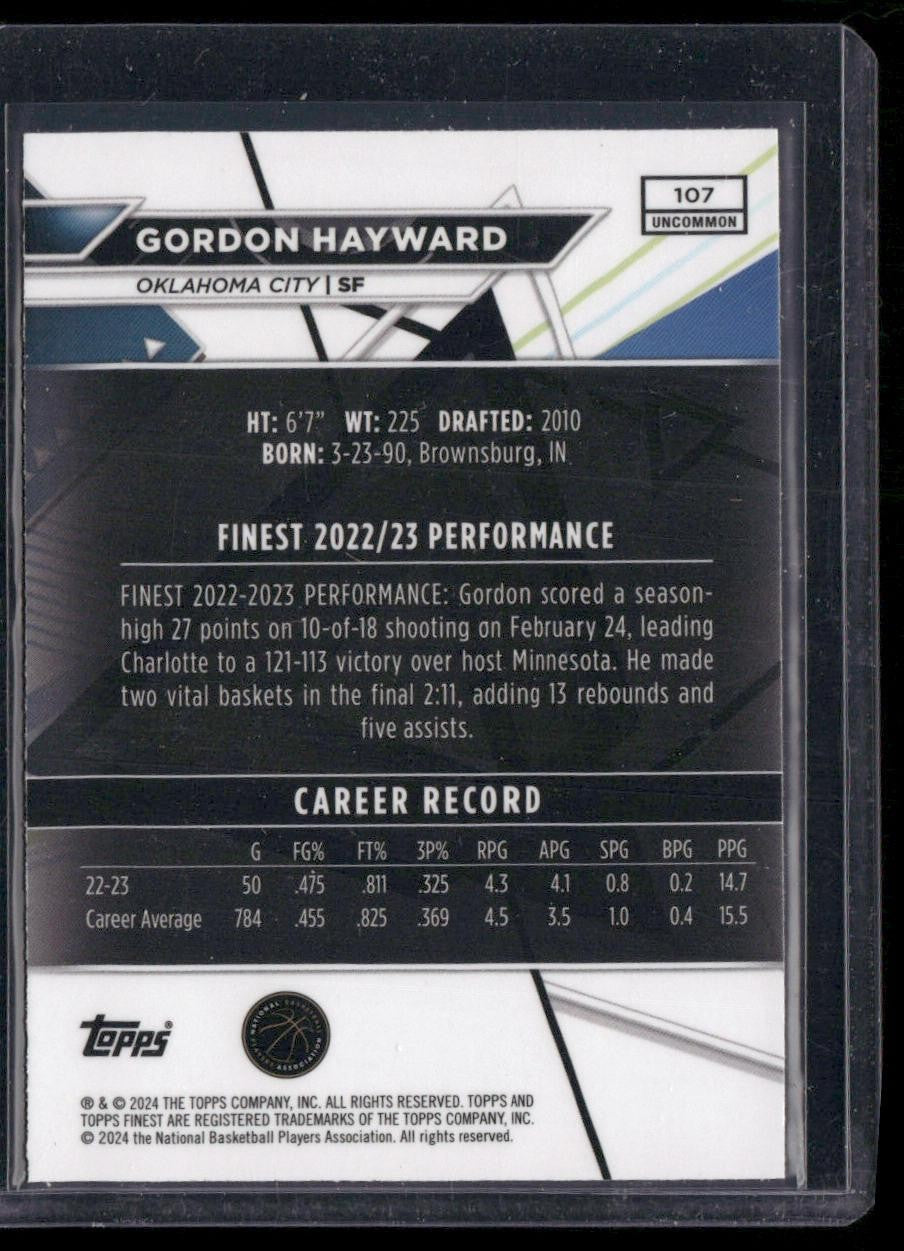 107
UNCOMMON
GORDON HAYWARD
OKLAHOMA CITY | SF
HT: 6'7" WT: 225 DRAFTED: 2010
BORN: 3-23-90, Brownsburg, IN
FINEST 2022/23 PERFORMANCE
FINEST 2022-2023 PERFORMANCE: Gordon scored a season-
high 27 points on 10-of-18 shooting on February 24, leading
Charlotte to a 121-113 victory over host Minnesota. He made
two vital baskets in the final 2:11, adding 13 rebounds and
five assists.
CAREER RECORD
G FG% FT% 3P% RPG APG SPG BPG PPG
22-23 50 .475 .811 .325 4.3 4.1 0.8 0.2 14.7
Career Average 784 .455 .825 .369 4.5 3.5 1.0 0.4 15.5
Topps®
NATIONAL BASKETBALL PLAYERS ASSOCIATION
® & © 2024 THE TOPPS COMPANY, INC. ALL RIGHTS RESERVED. TOPPS AND
TOPPS FINEST ARE REGISTERED TRADEMARKS OF THE TOPPS COMPANY, INC.
© 2024 the National Basketball Players Association. All rights reserved.